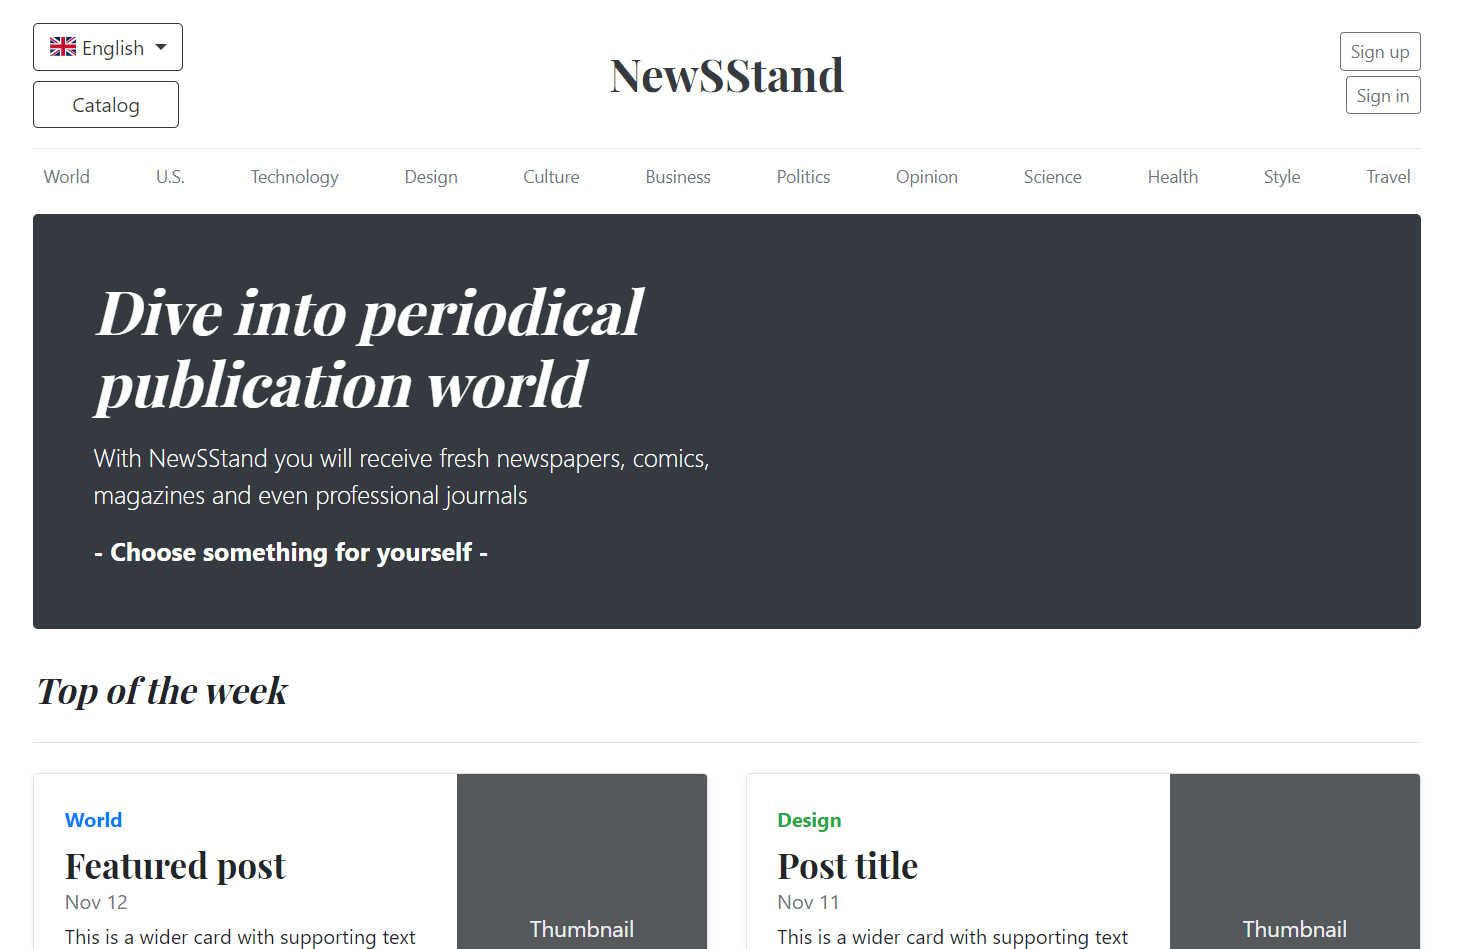 English
Catalog
NewSStand
Sign up
Sign in
World U.S. Technology Design Culture Business Politics Opinion Science Health Style Travel
Dive into periodical
publication world
With NewSStand you will receive fresh newspapers, comics,
magazines and even professional journals
- Choose something for yourself -
Top of the week
World
Featured post
Nov 12
This is a wider card with supporting text
Thumbnail
Design
Post title
Nov 11
This is a wider card with supporting text
Thumbnail